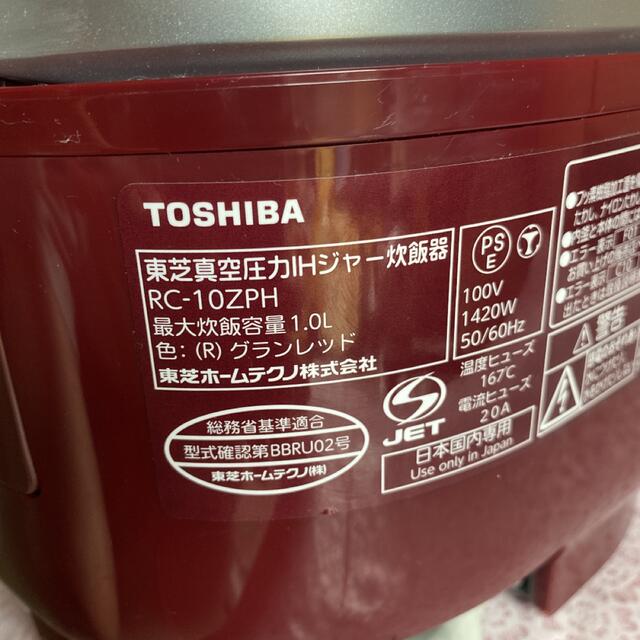 TOSHIBA
東芝真空圧力IHジャー炊飯器
RC-10ZPH
最大炊飯容量1.0L
色：(R) グランレッド
東芝ホームテクノ株式会社
総務省基準適合
型式確認第BBRU02号
東芝ホームテクノ(株)
PS
E
T
100V
1420W
50/60Hz
温度ヒューズ
167C
電流ヒューズ
20A
JET
日本国内専用
Use only in Japan
警告